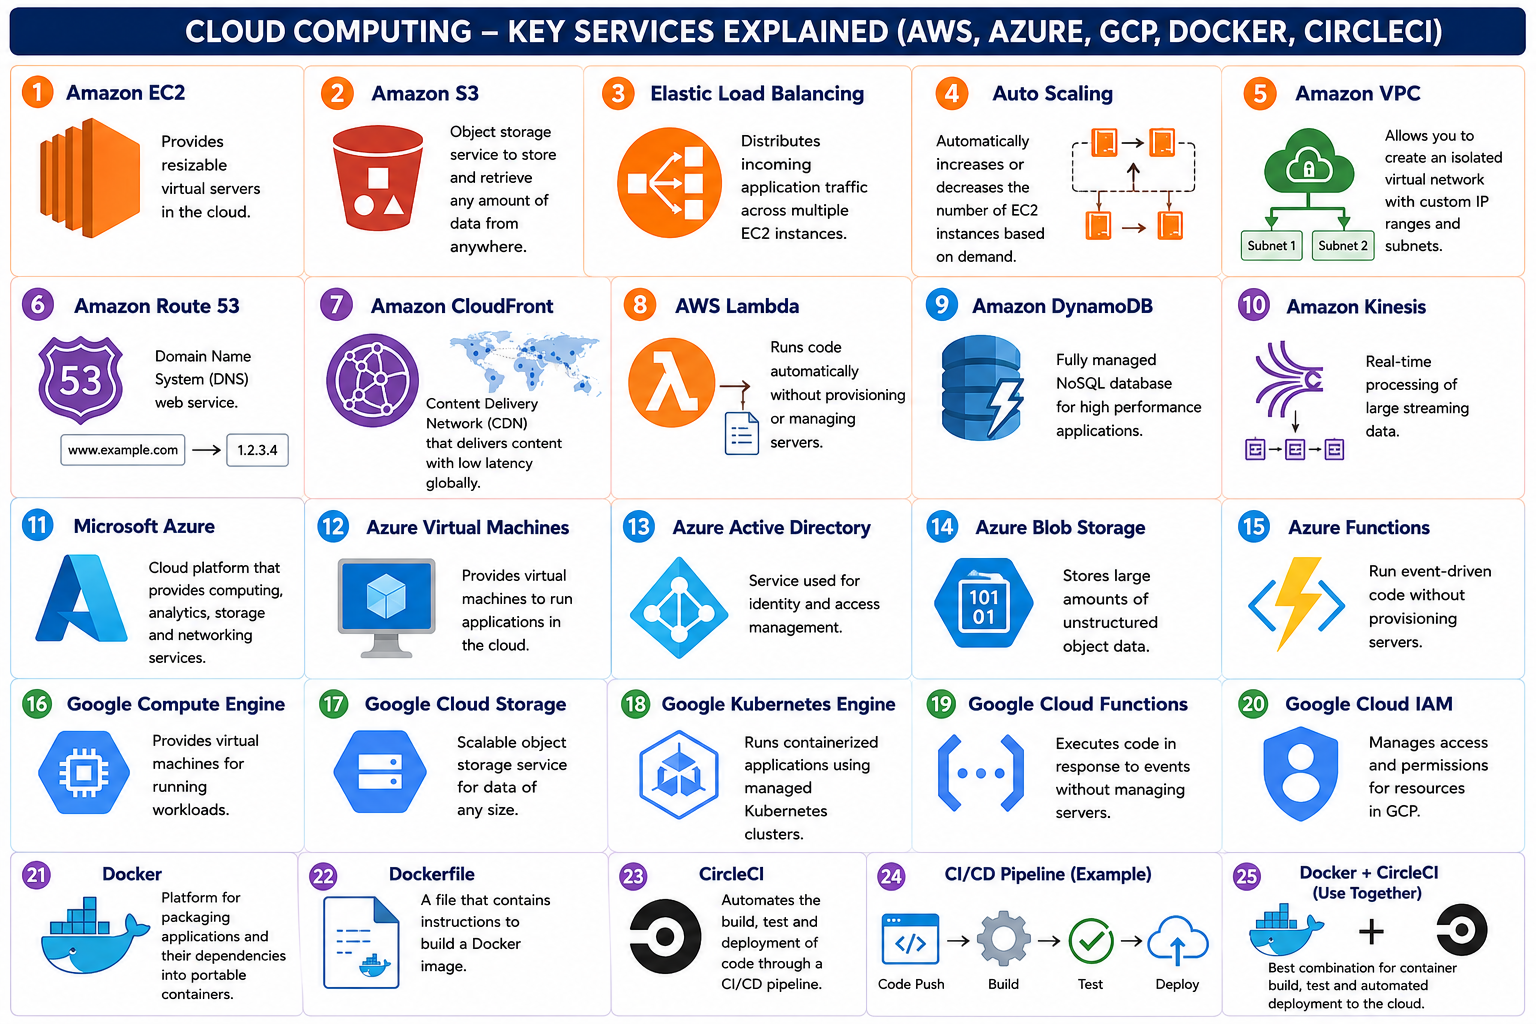 CLOUD COMPUTING – KEY SERVICES EXPLAINED (AWS, AZURE, GCP, DOCKER, CIRCLECI)
1 Amazon EC2
Provides
resizable
virtual servers
in the cloud.
2 Amazon S3
Object storage
service to store
and retrieve
any amount of
data from
anywhere.
3 Elastic Load Balancing
Distributes
incoming
application traffic
across multiple
EC2 instances.
4 Auto Scaling
Automatically
increases or
decreases the
number of EC2
instances based
on demand.
5 Amazon VPC
Allows you to
create an isolated
virtual network
with custom IP
ranges and
subnets.
Subnet 1 Subnet 2
6 Amazon Route 53
53
Domain Name
System (DNS)
web service.
www.example.com 1.2.3.4
7 Amazon CloudFront
Content Delivery
Network (CDN)
that delivers content
with low latency
globally.
8 AWS Lambda
λ
Runs code
automatically
without provisioning
or managing
servers.
9 Amazon DynamoDB
Fully managed
NoSQL database
for high performance
applications.
10 Amazon Kinesis
Real-time
processing of
large streaming
data.
11 Microsoft Azure
Cloud platform that
provides computing,
analytics, storage
and networking
services.
12 Azure Virtual Machines
Provides virtual
machines to run
applications in
the cloud.
13 Azure Active Directory
Service used for
identity and access
management.
14 Azure Blob Storage
101
01
Stores large
amounts of
unstructured
object data.
15 Azure Functions
Run event-driven
code without
provisioning
servers.
16 Google Compute Engine
Provides virtual
machines for
running
workloads.
17 Google Cloud Storage
Scalable object
storage service
for data of
any size.
18 Google Kubernetes Engine
Runs containerized
applications using
managed
Kubernetes
clusters.
19 Google Cloud Functions
Executes code in
response to events
without managing
servers.
20 Google Cloud IAM
Manages access
and permissions
for resources
in GCP.
21 Docker
Platform for
packaging
applications and
their dependencies
into portable
containers.
22 Dockerfile
A file that contains
instructions to
build a Docker
image.
23 CircleCI
Automates the
build, test and
deployment of
code through a
CI/CD pipeline.
24 CI/CD Pipeline (Example)
</>
Code Push Build Test Deploy
25 Docker + CircleCI
(Use Together)
+
Best combination for container
build, test and automated
deployment to the cloud.